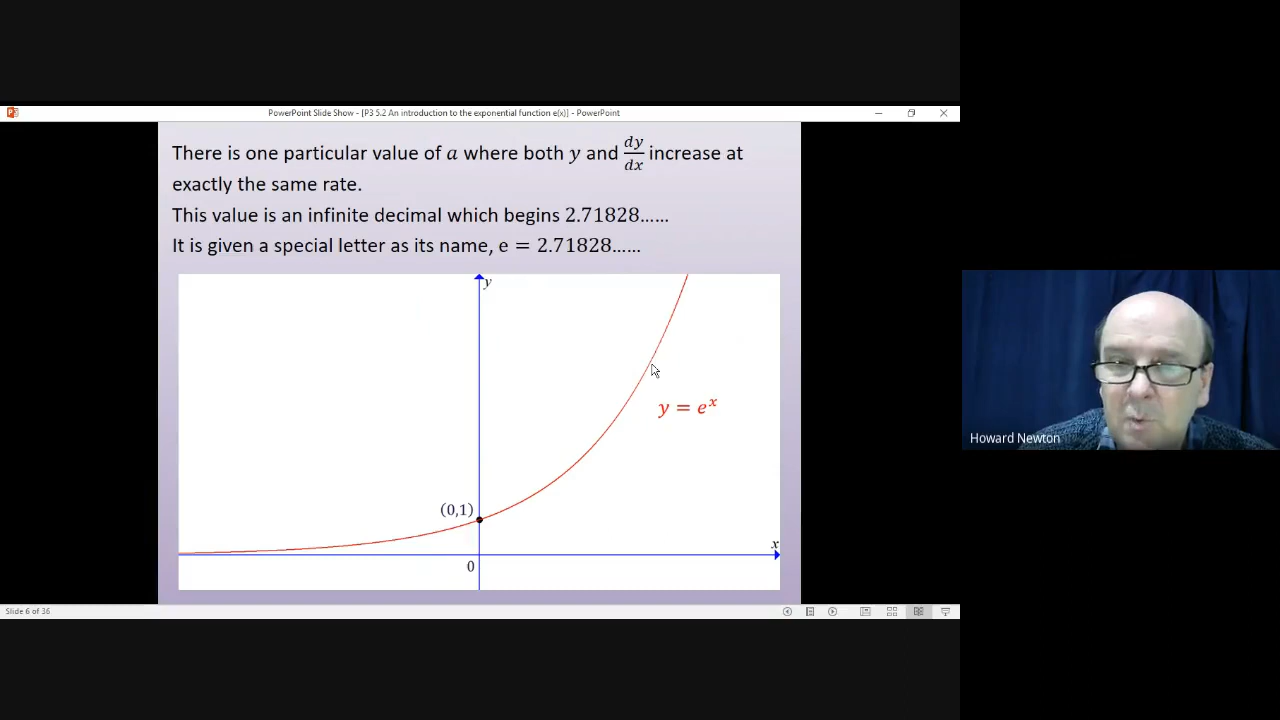 PowerPoint Slide Show - [P3 5.2 An introduction to the exponential function e(x)] - PowerPoint
There is one particular value of a where both y and dy/dx increase at
exactly the same rate.
This value is an infinite decimal which begins 2.71828......
It is given a special letter as its name, e = 2.71828......
y
y = eˣ
(0,1)
x
0
Howard Newton
Slide 6 of 36